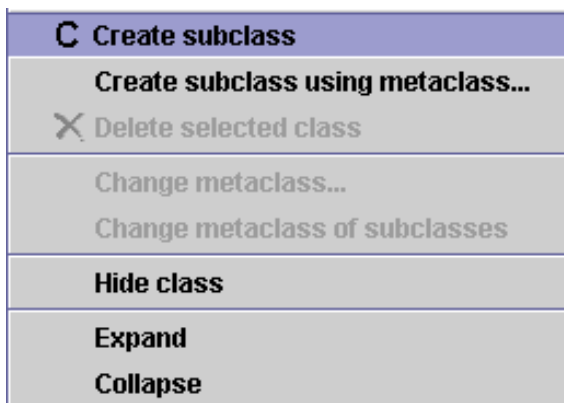 C Create subclass
Create subclass using metaclass...
Delete selected class
Change metaclass...
Change metaclass of subclasses
Hide class
Expand
Collapse